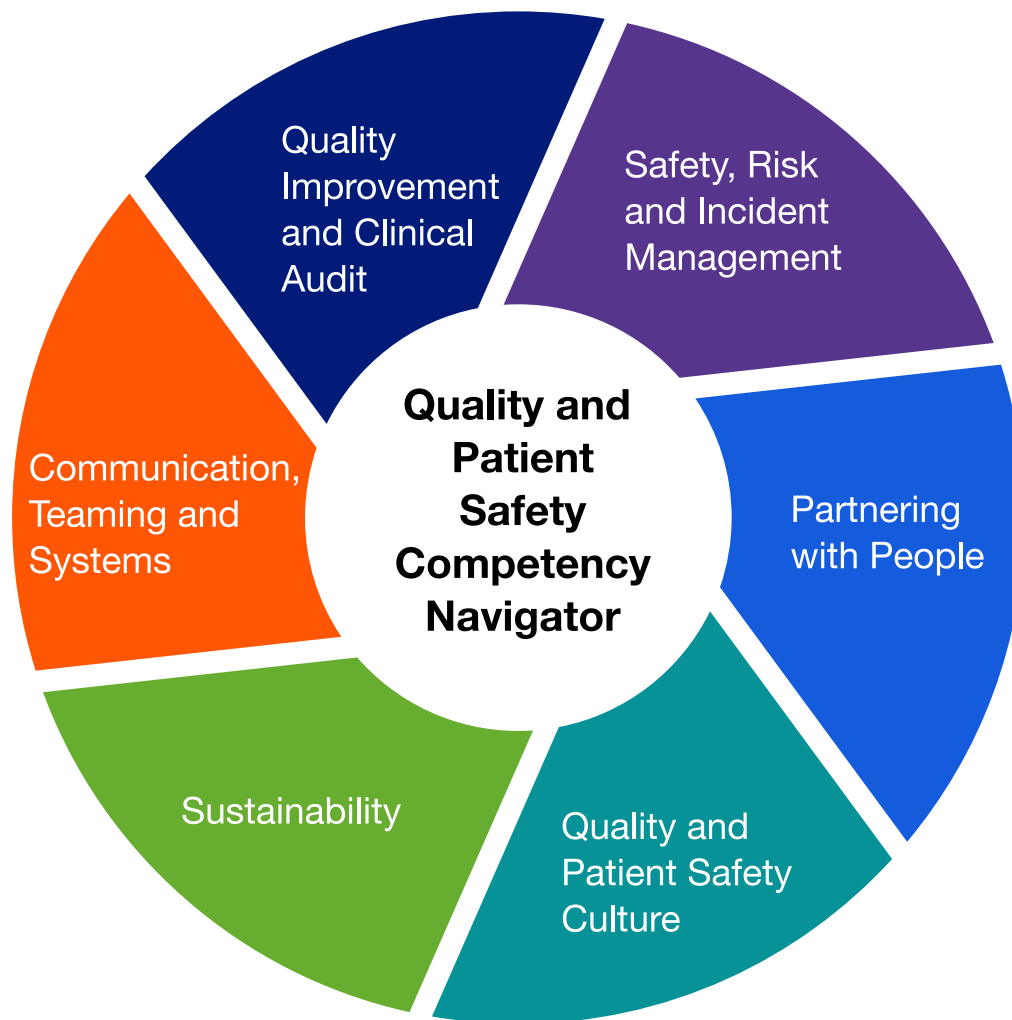 Quality
Improvement
and Clinical
Audit
Safety, Risk
and Incident
Management
Communication,
Teaming and
Systems
Quality and
Patient
Safety
Competency
Navigator
Partnering
with People
Sustainability
Quality and
Patient Safety
Culture